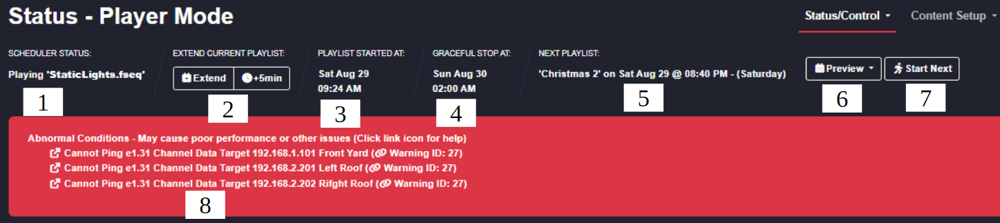 Status - Player Mode
Status/Control
Content Setup
SCHEDULER STATUS:
Playing 'StaticLights.fseq'
1
EXTEND CURRENT PLAYLIST:
Extend
+5min
2
PLAYLIST STARTED AT:
Sat Aug 29
09:24 AM
3
GRACEFUL STOP AT:
Sun Aug 30
02:00 AM
4
NEXT PLAYLIST:
'Christmas 2' on Sat Aug 29 @ 08:40 PM - (Saturday)
5
Preview
6
Start Next
7
Abnormal Conditions - May cause poor performance or other issues (Click link icon for help)
Cannot Ping e1.31 Channel Data Target 192.168.1.101 Front Yard ( Warning ID: 27)
Cannot Ping e1.31 Channel Data Target 192.168.2.201 Left Roof ( Warning ID: 27)
Cannot Ping e1.31 Channel Data Target 192.168.2.202 Rifght Roof ( Warning ID: 27)
8